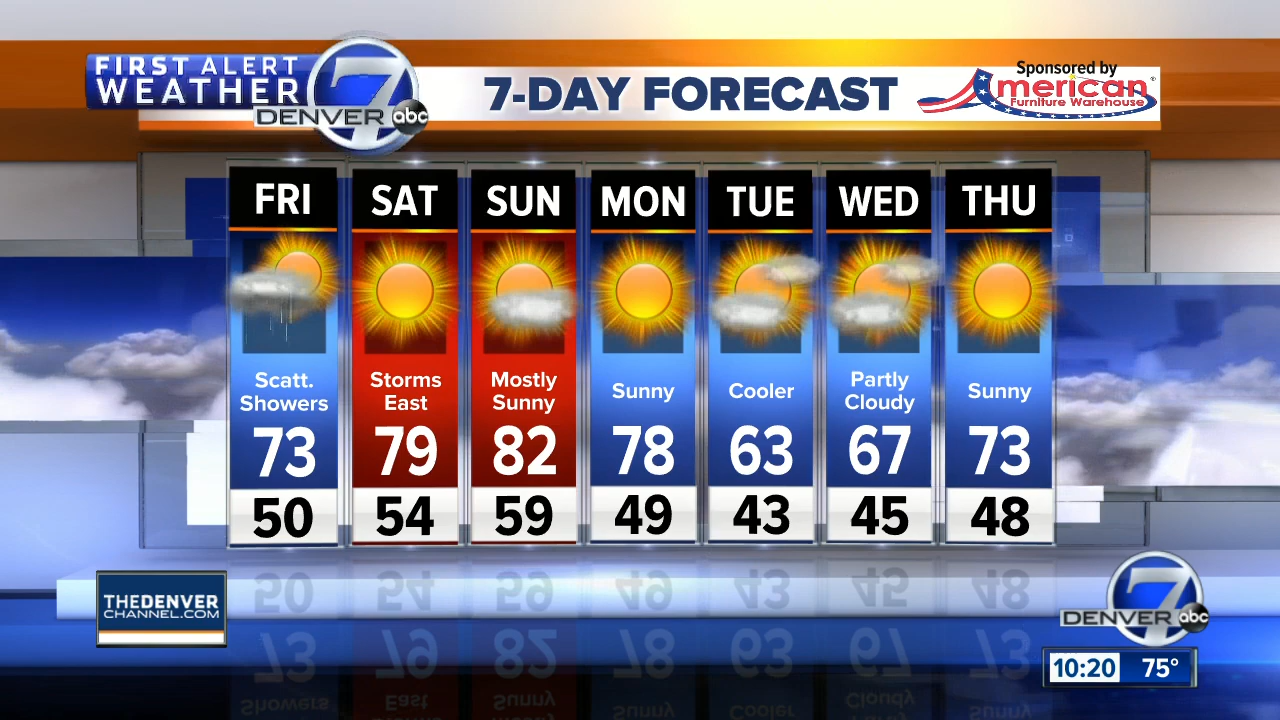 FIRST ALERT
WEATHER
7
DENVER abc
7-DAY FORECAST
Sponsored by
American
Furniture Warehouse
FRI SAT SUN MON TUE WED THU
Scatt.
Showers
Storms
East
Mostly
Sunny
Sunny
Cooler
Partly
Cloudy
Sunny
73 79 82 78 63 67 73
50 54 59 49 43 45 48
THEDENVER
CHANNEL.COM
7
DENVER abc
10:20 75°